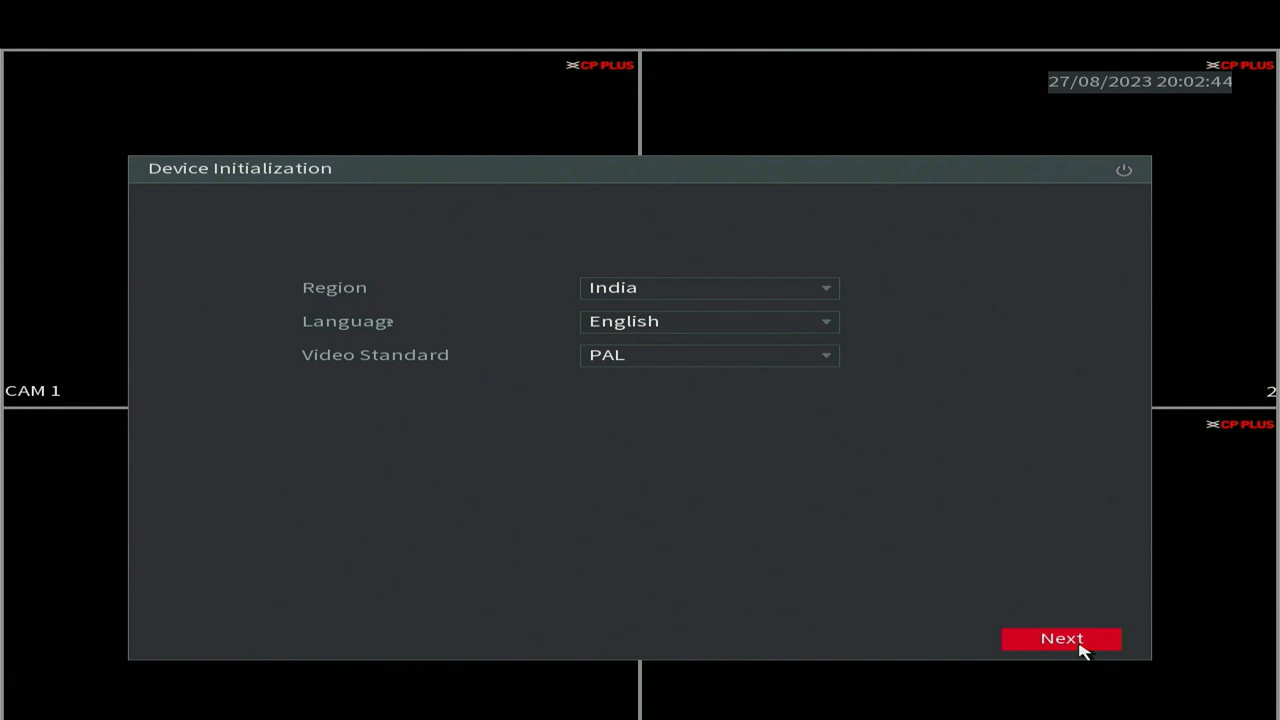 CP PLUS
CP PLUS
27/08/2023 20:02:44
Device Initialization
Region India
Language English
Video Standard PAL
CAM 1
2
CP PLUS
Next